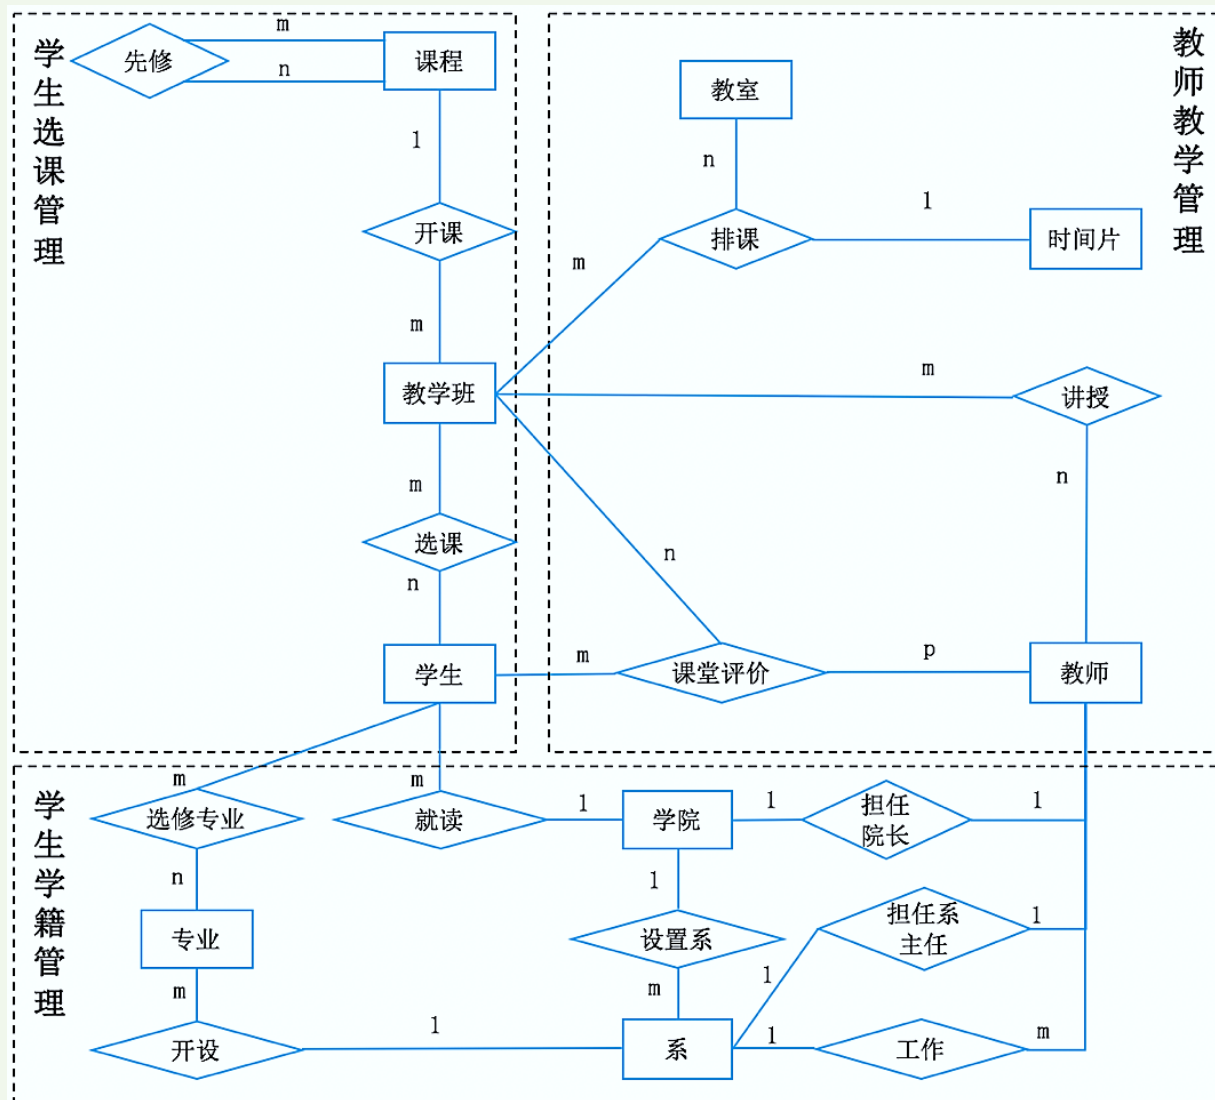 学生选课管理
先修
m
n
课程
1
开课
m
教学班
m
选课
n
学生
教师教学管理
教室
n
排课
1
时间片
m
m
讲授
n
n
m
课堂评价
p
教师
学生学籍管理
m
选修专业
n
专业
m
开设
1
m
就读
1
学院
1
担任
院长
1
1
设置系
m
系
1
担任系
主任
1
1
工作
m